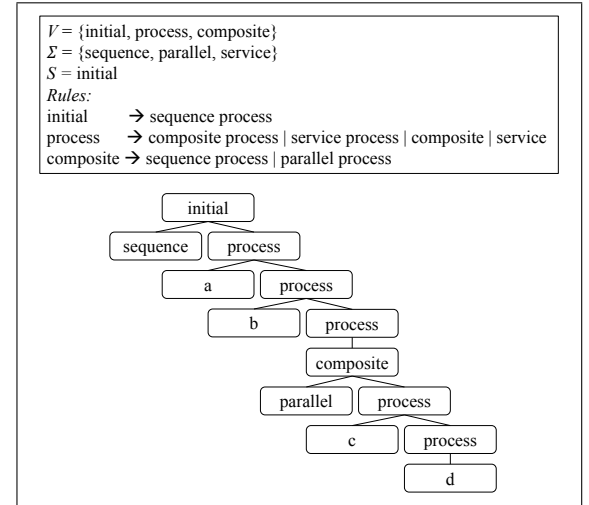 V = {initial, process, composite}
Σ = {sequence, parallel, service}
S = initial
Rules:
initial → sequence process
process → composite process | service process | composite | service
composite → sequence process | parallel process
initial
sequence process
a process
b process
composite
parallel process
c process
d